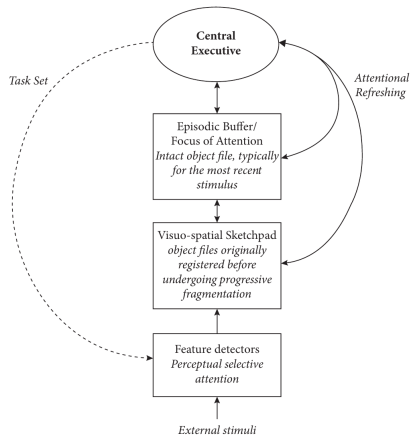 Central
Executive
Task Set
Attentional
Refreshing
Episodic Buffer/
Focus of Attention
Intact object file, typically
for the most recent
stimulus
Visuo-spatial Sketchpad
object files originally
registered before
undergoing progressive
fragmentation
Feature detectors
Perceptual selective
attention
External stimuli